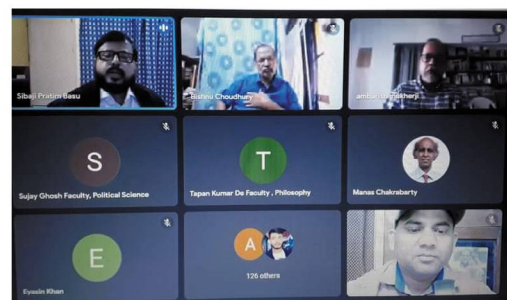 Sibaji Pratim Basu
Bishnu Choudhury
S
T
Sujay Ghosh Faculty, Political Science
Tapan Kumar De Faculty , Philosophy
Manas Chakrabarty
E
A
Eyasin Khan
126 others